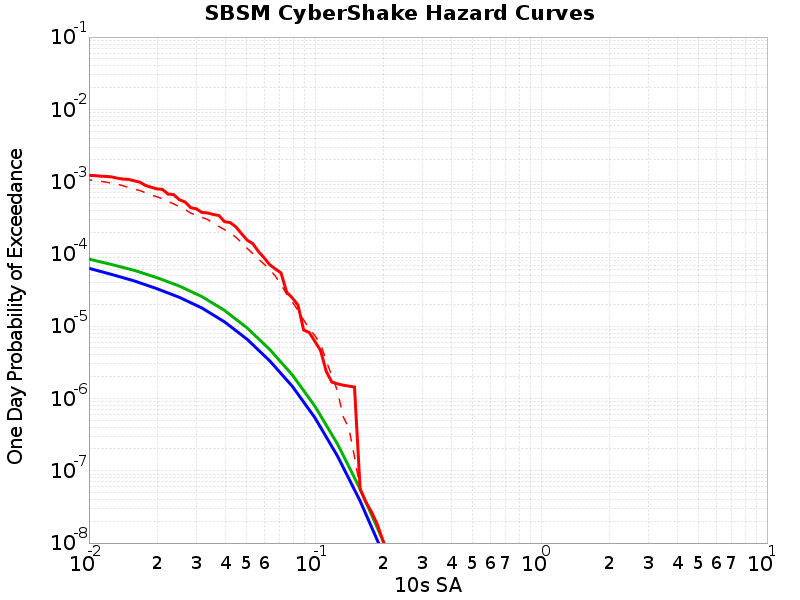 SBSM CyberShake Hazard Curves
One Day Probability of Exceedance
10^-1
10^-2
10^-3
10^-4
10^-5
10^-6
10^-7
10^-8
10^-2 2 3 4 5 6 10^-1 2 3 4 5 6 7 10^0 2 3 4 5 6 7 10^1
10s SA